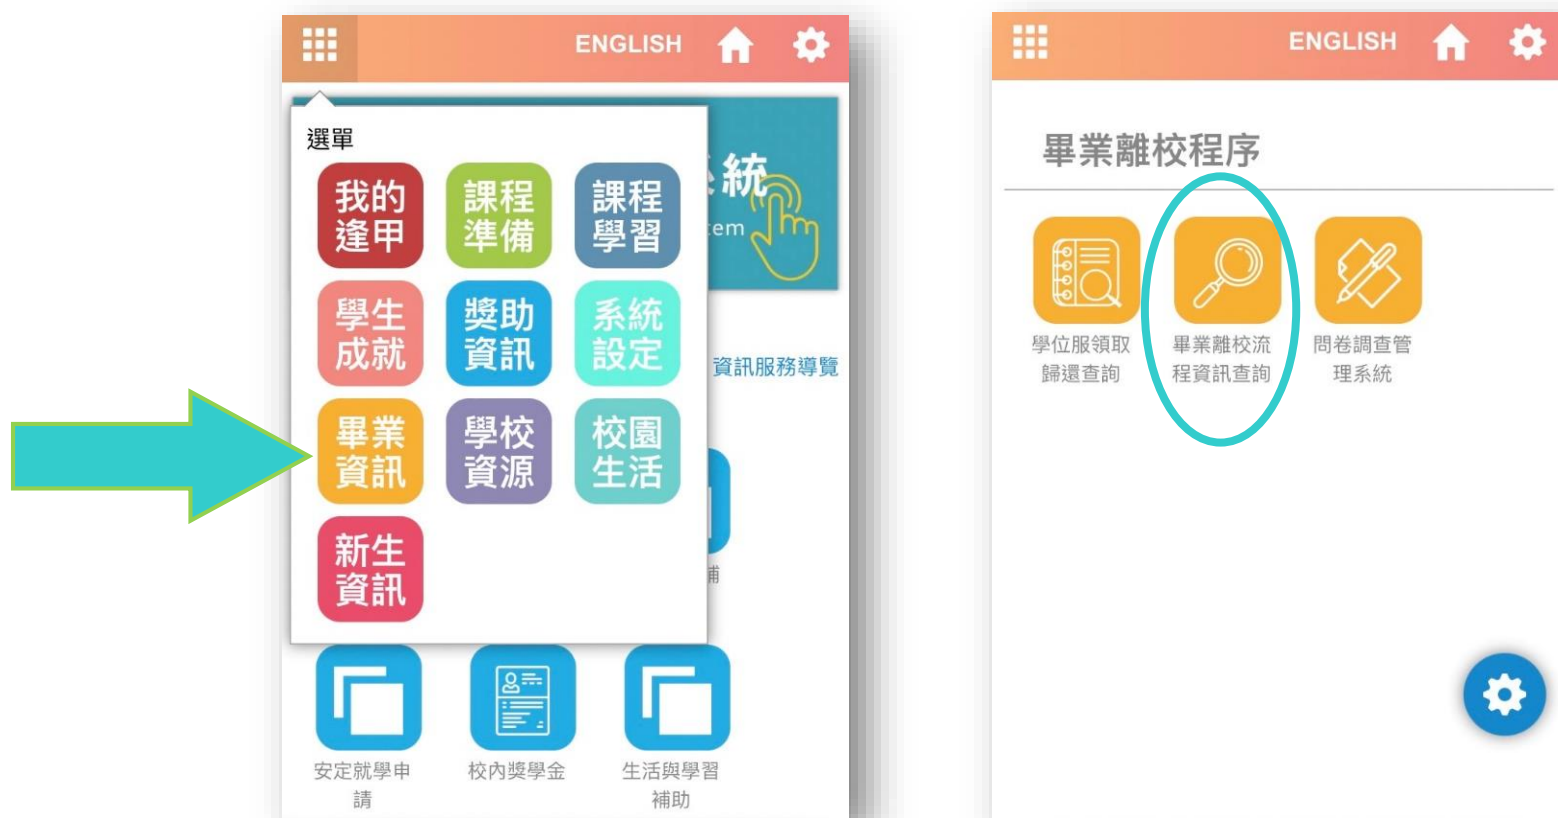 ENGLISH
選單
我的
逢甲
課程
準備
課程
學習
統
tem
學生
成就
獎助
資訊
系統
設定
資訊服務導覽
畢業
資訊
學校
資源
校園
生活
新生
資訊
安定就學申
請
校內獎學金
生活與學習
補助
ENGLISH
畢業離校程序
學位服領取
歸還查詢
畢業離校流
程資訊查詢
問卷調查管
理系統